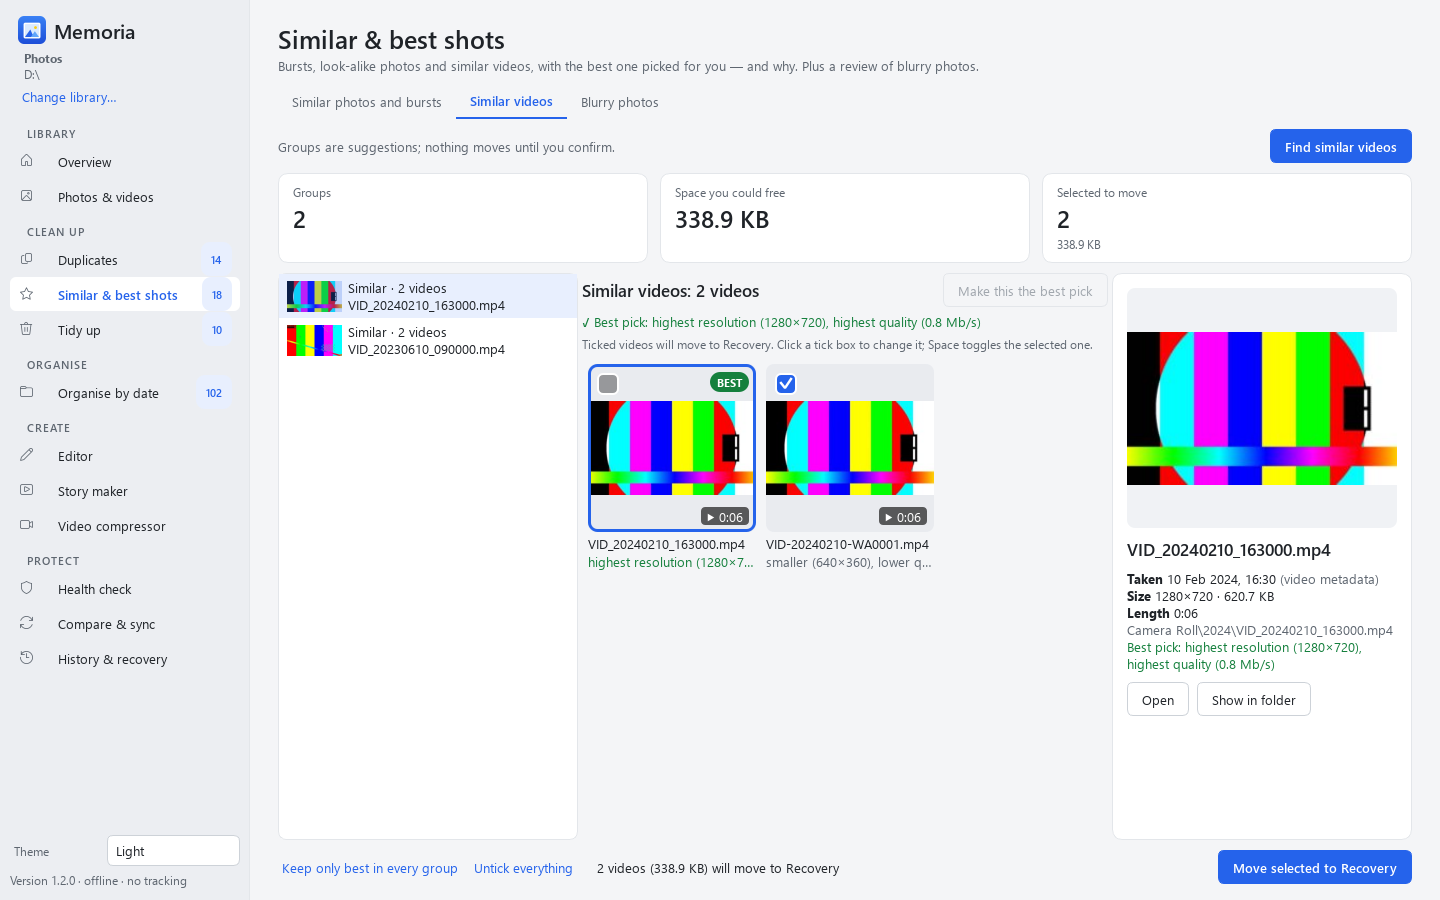 Memoria
Photos
D:\
Change library...
LIBRARY
Overview
Photos & videos
CLEAN UP
Duplicates 14
Similar & best shots 18
Tidy up 10
ORGANISE
Organise by date 102
CREATE
Editor
Story maker
Video compressor
PROTECT
Health check
Compare & sync
History & recovery
Theme Light
Version 1.2.0 · offline · no tracking
Similar & best shots
Bursts, look-alike photos and similar videos, with the best one picked for you — and why. Plus a review of blurry photos.
Similar photos and bursts Similar videos Blurry photos
Groups are suggestions; nothing moves until you confirm. Find similar videos
Groups
2
Space you could free
338.9 KB
Selected to move
2
338.9 KB
Similar · 2 videos
VID_20240210_163000.mp4
Similar · 2 videos
VID_20230610_090000.mp4
Similar videos: 2 videos Make this the best pick
✓ Best pick: highest resolution (1280×720), highest quality (0.8 Mb/s)
Ticked videos will move to Recovery. Click a tick box to change it; Space toggles the selected one.
BEST
0:06
VID_20240210_163000.mp4
highest resolution (1280×7...
0:06
VID-20240210-WA0001.mp4
smaller (640×360), lower q...
VID_20240210_163000.mp4
Taken 10 Feb 2024, 16:30 (video metadata)
Size 1280×720 · 620.7 KB
Length 0:06
Camera Roll\2024\VID_20240210_163000.mp4
Best pick: highest resolution (1280×720),
highest quality (0.8 Mb/s)
Open Show in folder
Keep only best in every group Untick everything 2 videos (338.9 KB) will move to Recovery Move selected to Recovery